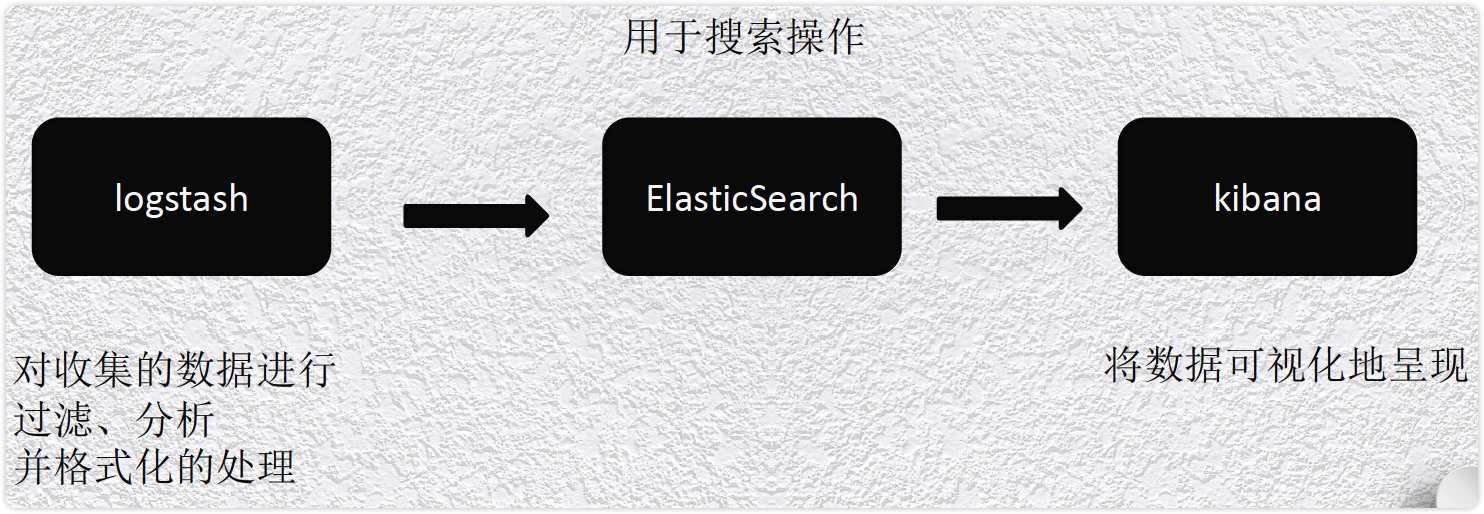 用于搜索操作
logstash
ElasticSearch
kibana
对收集的数据进行
过滤、分析
并格式化的处理
将数据可视化地呈现